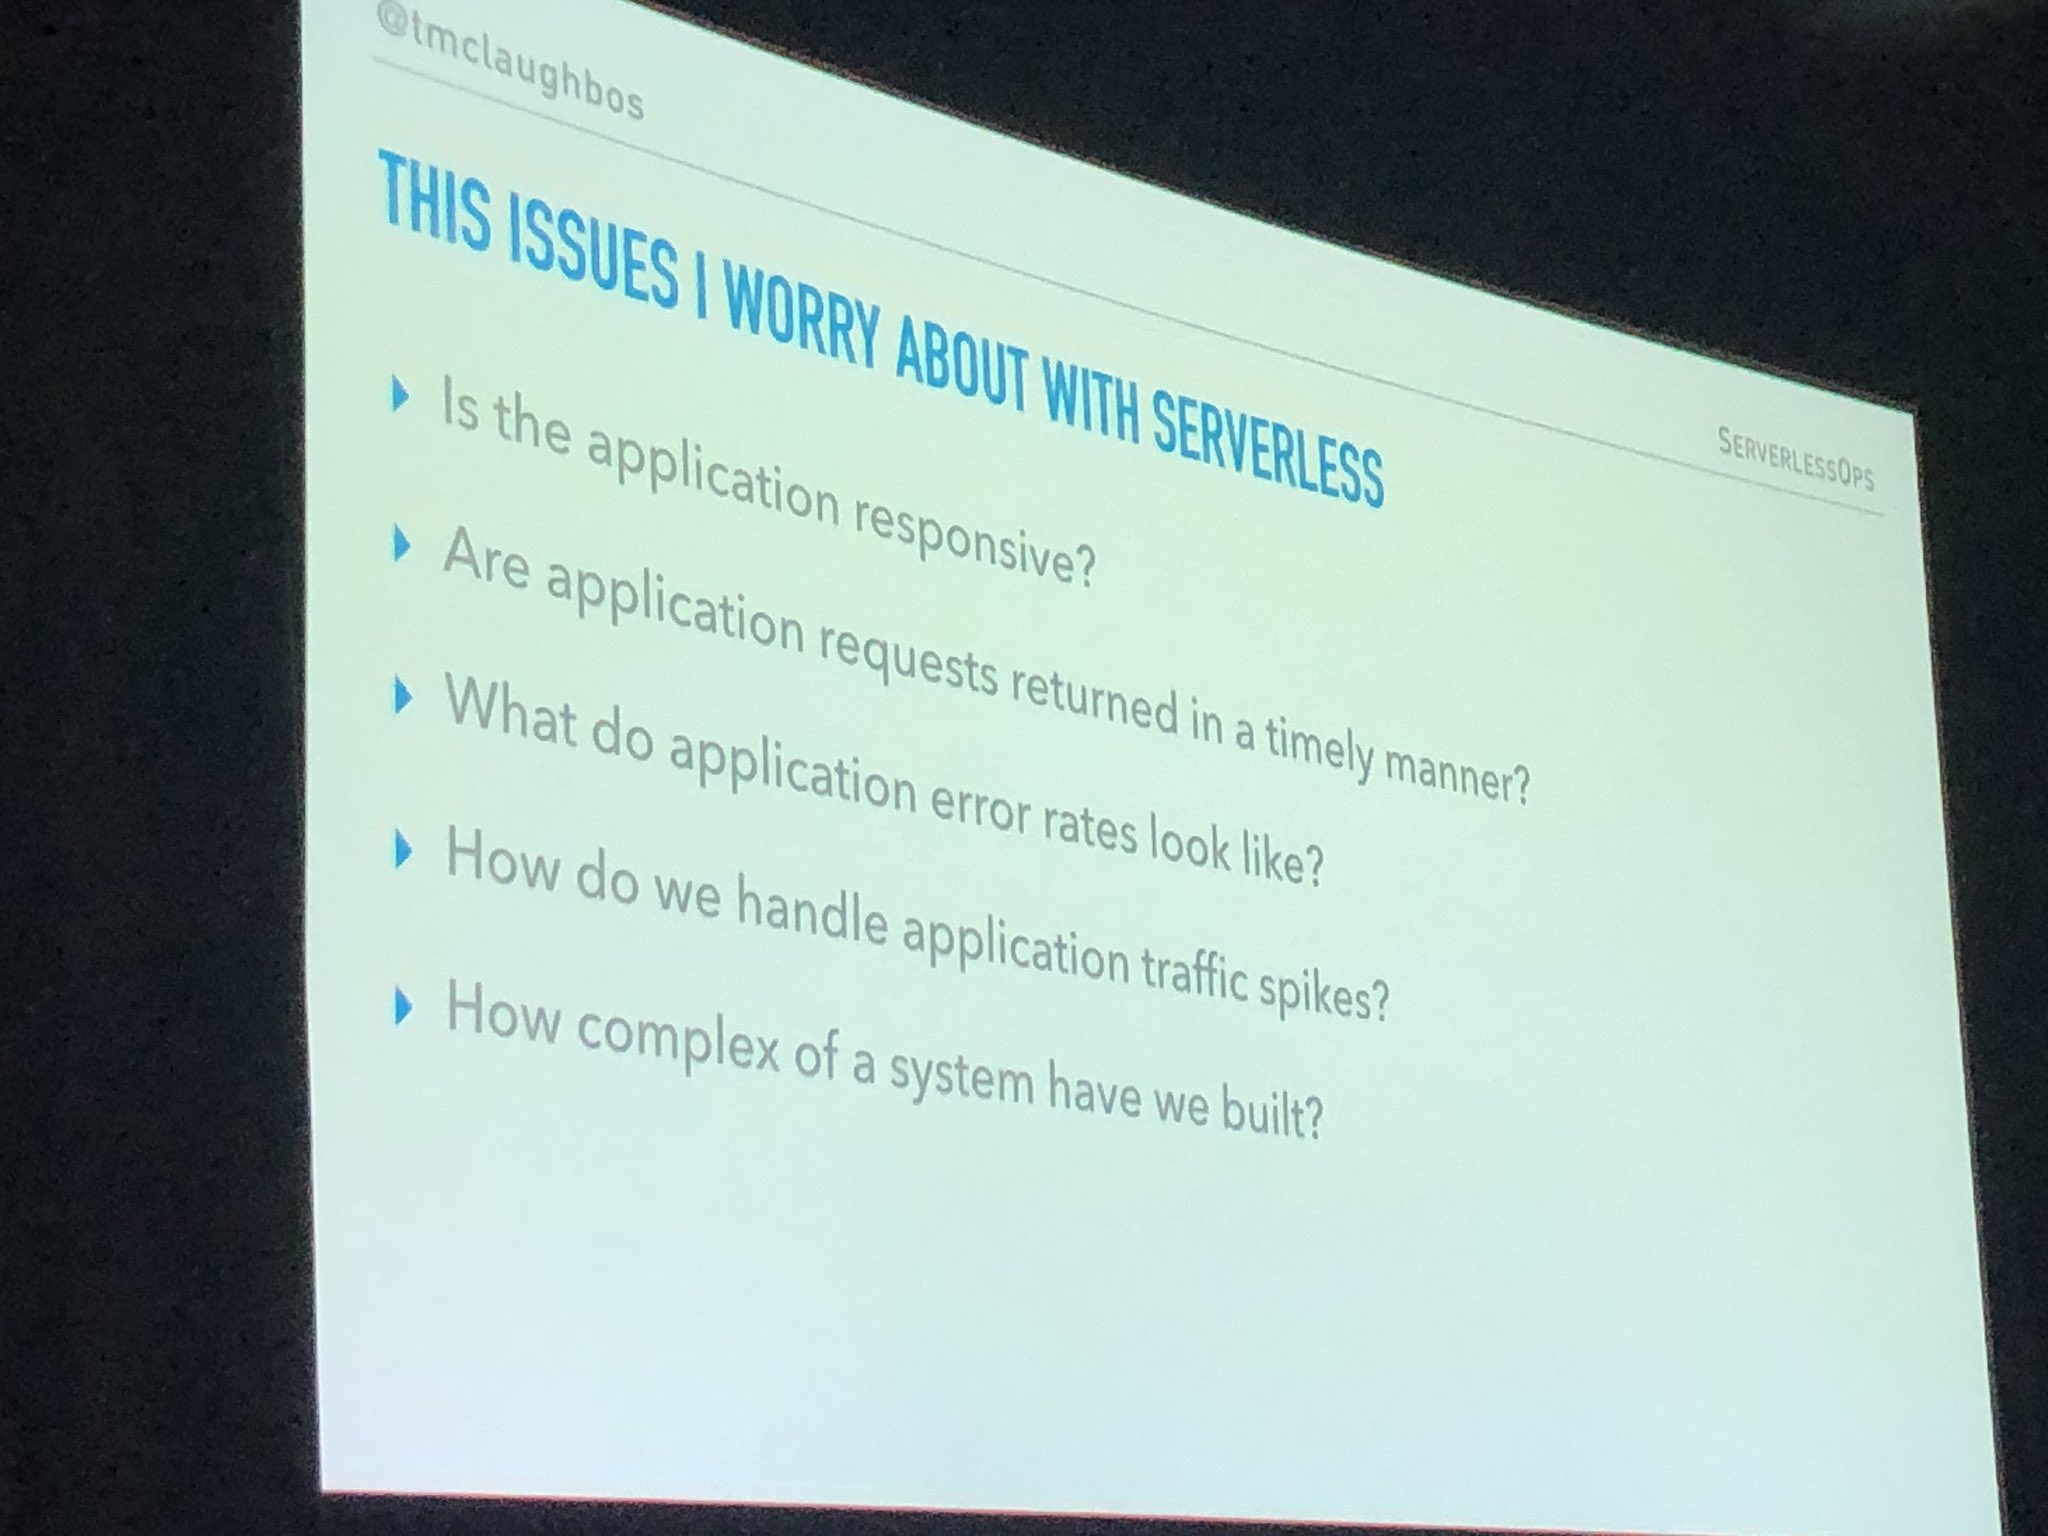 @tmclaughbos
SERVERLESSOPS
THIS ISSUES I WORRY ABOUT WITH SERVERLESS
Is the application responsive?
Are application requests returned in a timely manner?
What do application error rates look like?
How do we handle application traffic spikes?
How complex of a system have we built?